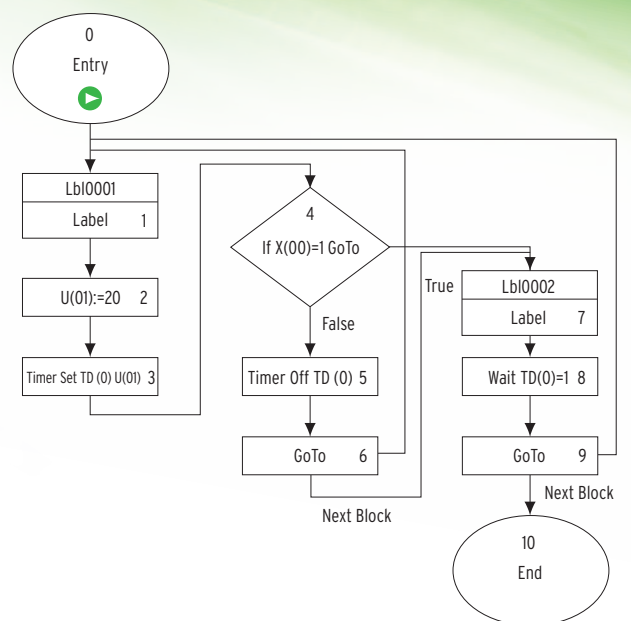 0
Entry
Lbl0001
Label 1
U(01):=20 2
Timer Set TD (0) U(01) 3
4
If X(00)=1 GoTo
True
False
Timer Off TD (0) 5
GoTo 6
Next Block
Lbl0002
Label 7
Wait TD(0)=1 8
GoTo 9
Next Block
10
End